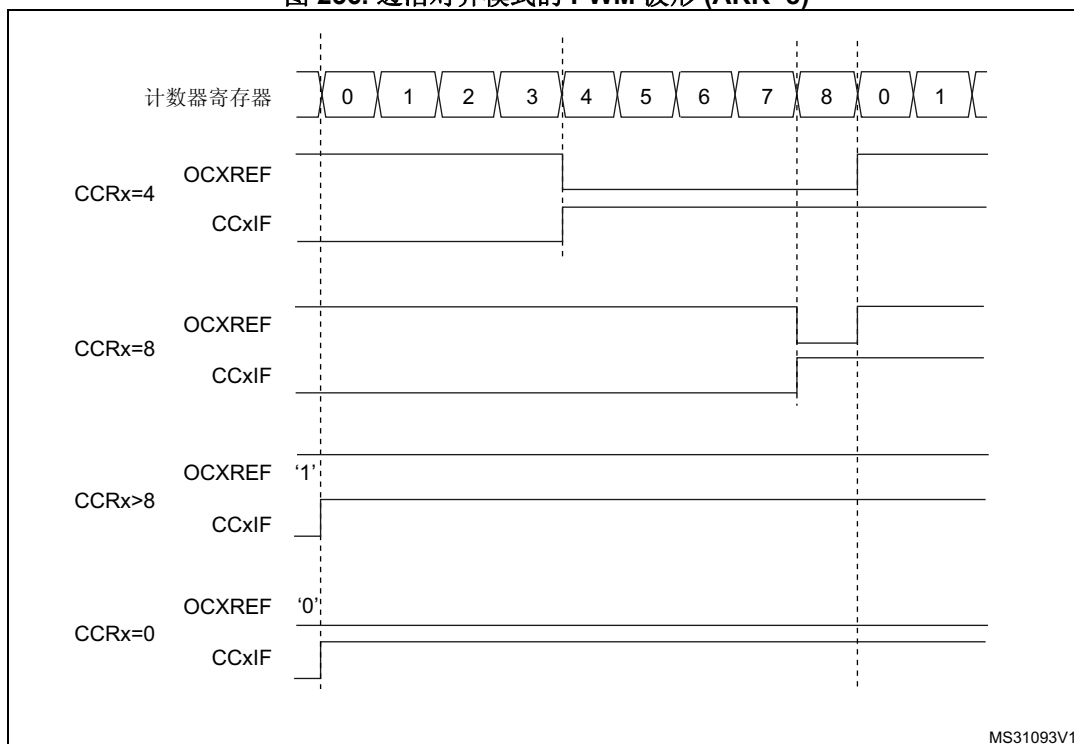 计数器寄存器 0 1 2 3 4 5 6 7 8 0 1
OCXREF
CCRx=4
CCxIF
OCXREF
CCRx=8
CCxIF
OCXREF '1'
CCRx>8
CCxIF
OCXREF '0'
CCRx=0
CCxIF
MS31093V1